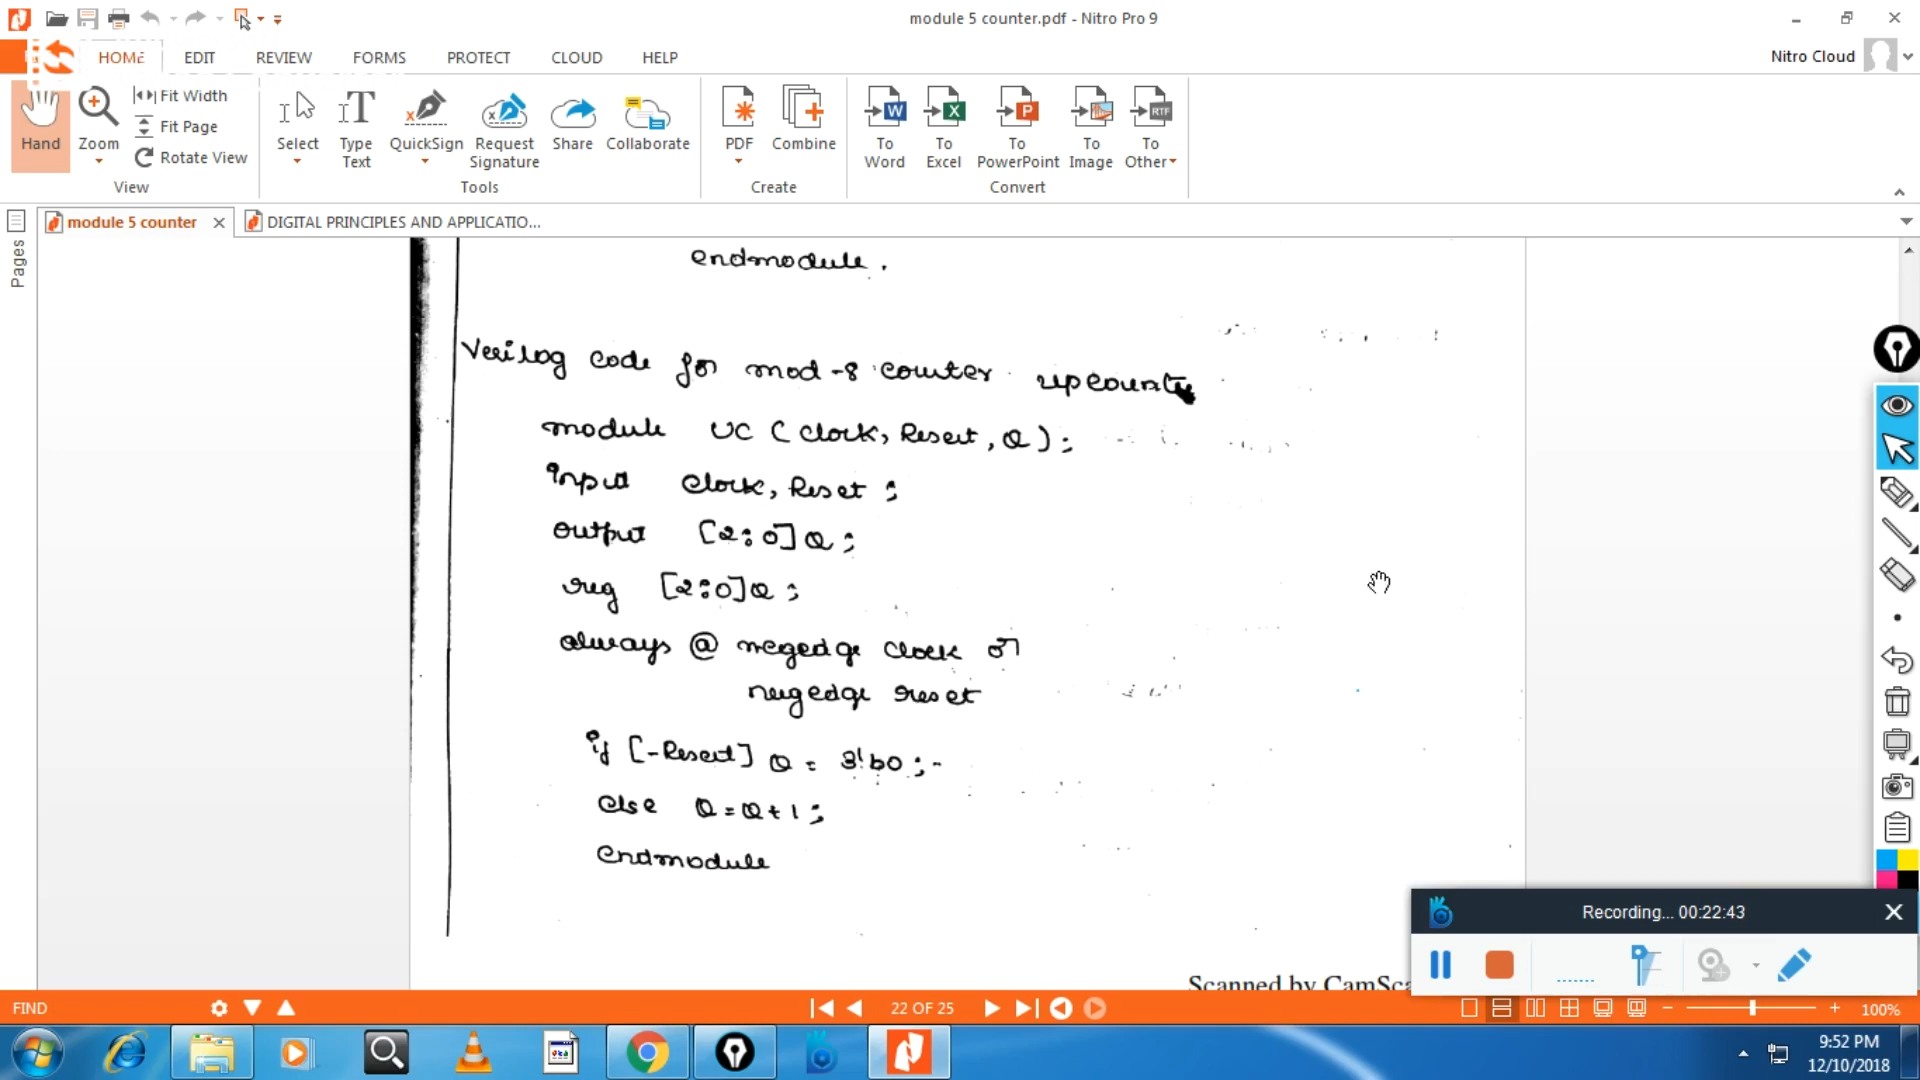 module 5 counter.pdf - Nitro Pro 9
HOME EDIT REVIEW FORMS PROTECT CLOUD HELP
Nitro Cloud
Hand
Zoom
Fit Width
Fit Page
Rotate View
View
Select
Type Text
QuickSign
Request Signature
Share
Collaborate
Tools
PDF
Combine
Create
To Word
To Excel
To PowerPoint
To Image
To Other
Convert
Pages
module 5 counter
DIGITAL PRINCIPLES AND APPLICATIO...
endmodule.
Verilog code for mod-8 counter upcounty
module UC (clock, Reset, Q);
input clock, Reset;
output [2:0]Q;
reg [2:0]Q;
always @ negedge clock or
negedge reset
if [-Reset] Q = 3'b0;-
else Q=Q+1;
endmodule
Scanned by CamSca
Recording... 00:22:43
FIND
22 OF 25
100%
9:52 PM
12/10/2018